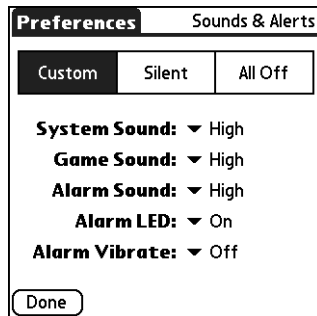 Preferences Sounds & Alerts
Custom Silent All Off
System Sound: High
Game Sound: High
Alarm Sound: High
Alarm LED: On
Alarm Vibrate: Off
Done